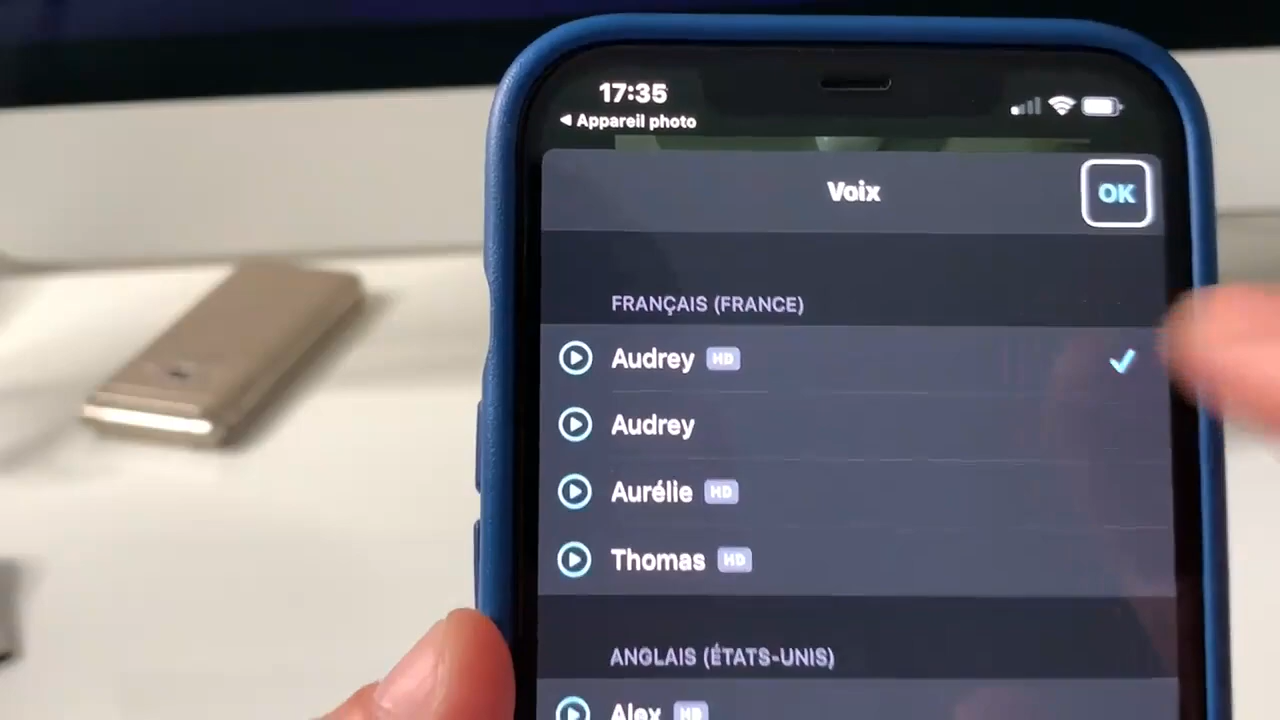 17:35
◀ Appareil photo
Voix
OK
FRANÇAIS (FRANCE)
Audrey HD
Audrey
Aurélie HD
Thomas HD
ANGLAIS (ÉTATS-UNIS)
Alex HD